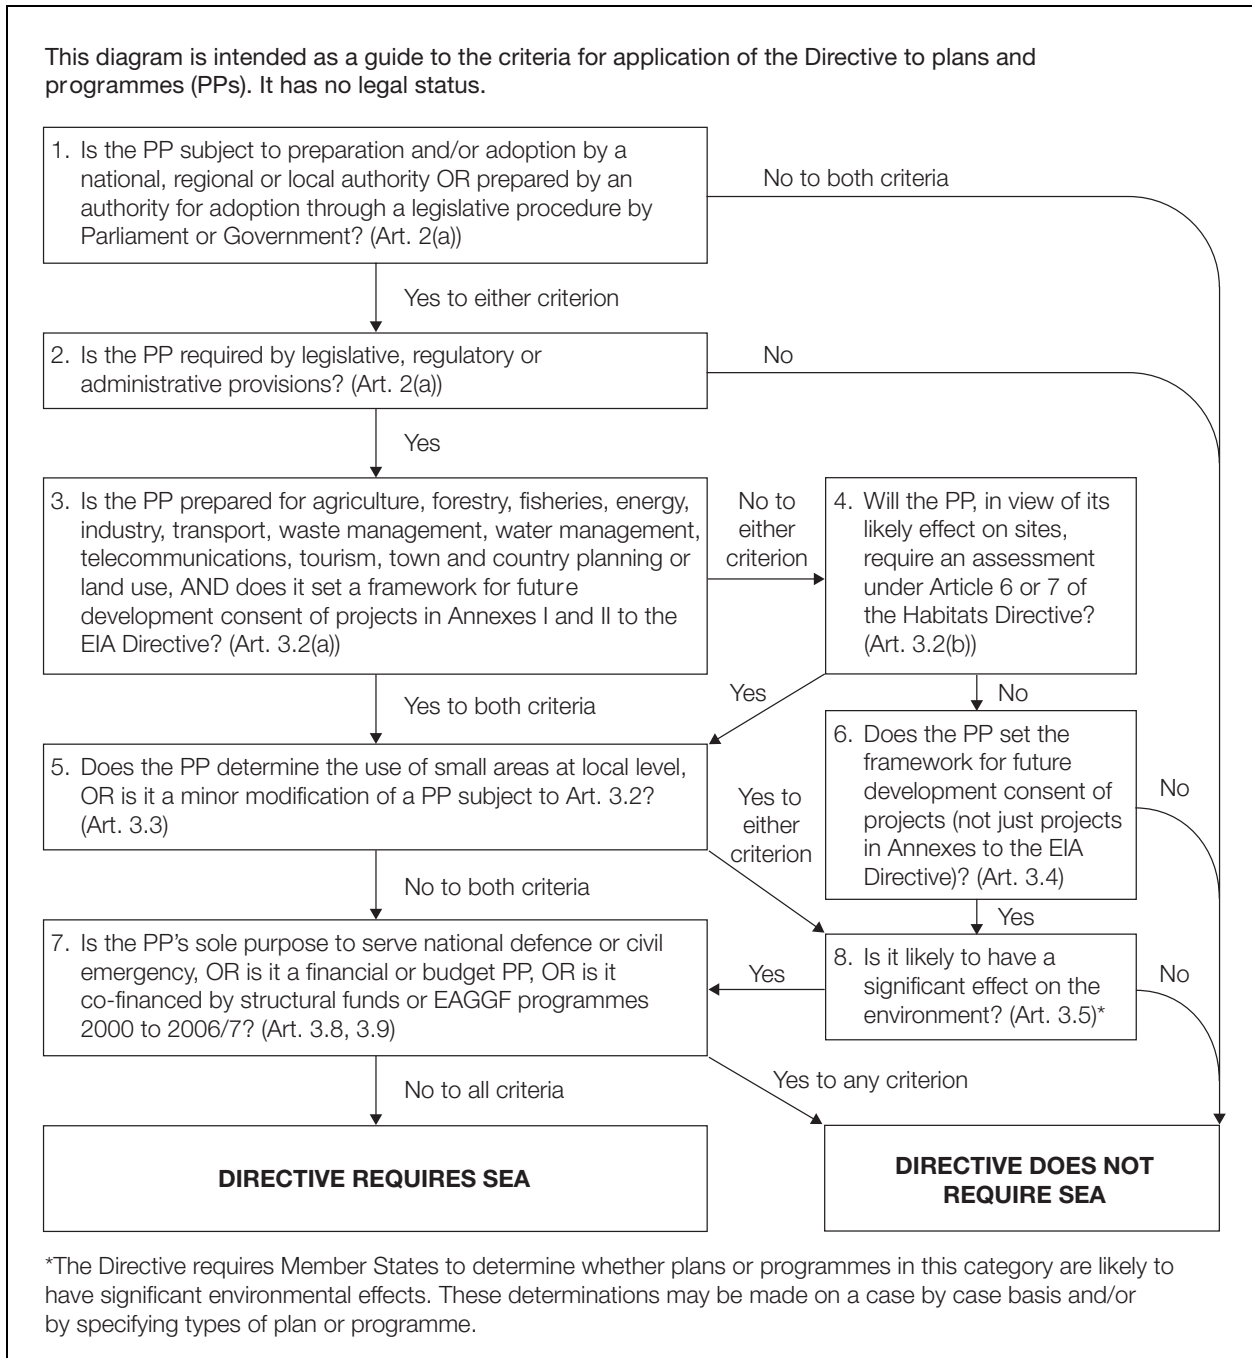 This diagram is intended as a guide to the criteria for application of the Directive to plans and
programmes (PPs). It has no legal status.
1. Is the PP subject to preparation and/or adoption by a
national, regional or local authority OR prepared by an
authority for adoption through a legislative procedure by
Parliament or Government? (Art. 2(a))
No to both criteria
Yes to either criterion
2. Is the PP required by legislative, regulatory or
administrative provisions? (Art. 2(a))
No
Yes
3. Is the PP prepared for agriculture, forestry, fisheries, energy,
industry, transport, waste management, water management,
telecommunications, tourism, town and country planning or
land use, AND does it set a framework for future
development consent of projects in Annexes I and II to the
EIA Directive? (Art. 3.2(a))
No to
either
criterion
4. Will the PP, in view of its
likely effect on sites,
require an assessment
under Article 6 or 7 of
the Habitats Directive?
(Art. 3.2(b))
Yes to both criteria
Yes
No
5. Does the PP determine the use of small areas at local level,
OR is it a minor modification of a PP subject to Art. 3.2?
(Art. 3.3)
Yes to
either
criterion
6. Does the PP set the
framework for future
development consent of
projects (not just projects
in Annexes to the EIA
Directive)? (Art. 3.4)
No
No to both criteria
Yes
7. Is the PP's sole purpose to serve national defence or civil
emergency, OR is it a financial or budget PP, OR is it
co-financed by structural funds or EAGGF programmes
2000 to 2006/7? (Art. 3.8, 3.9)
Yes
8. Is it likely to have a
significant effect on the
environment? (Art. 3.5)*
No
No to all criteria
Yes to any criterion
DIRECTIVE REQUIRES SEA
DIRECTIVE DOES NOT
REQUIRE SEA
*The Directive requires Member States to determine whether plans or programmes in this category are likely to
have significant environmental effects. These determinations may be made on a case by case basis and/or
by specifying types of plan or programme.